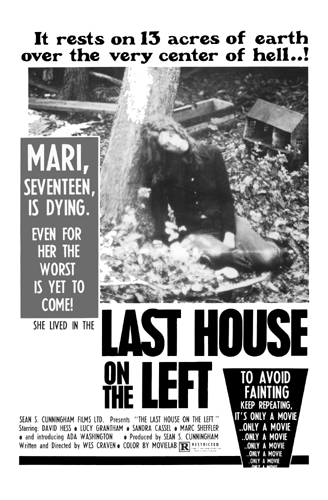 It rests on 13 acres of earth
over the very center of hell..!
MARI,
SEVENTEEN,
IS DYING.
EVEN FOR
HER THE
WORST
IS YET TO
COME!
SHE LIVED IN THE
LAST HOUSE
ON THE LEFT
TO AVOID
FAINTING
KEEP REPEATING,
IT'S ONLY A MOVIE
..ONLY A MOVIE
..ONLY A MOVIE
..ONLY A MOVIE
..ONLY A MOVIE
..ONLY A MOVIE
SEAN S. CUNNINGHAM FILMS LTD. Presents "THE LAST HOUSE ON THE LEFT"
Starring: DAVID HESS • LUCY GRANTHAM • SANDRA CASSEL • MARC SHEFFLER
• and introducing ADA WASHINGTON • Produced by SEAN S. CUNNINGHAM
Written and Directed by WES CRAVEN • COLOR BY MOVIELAB R RESTRICTED